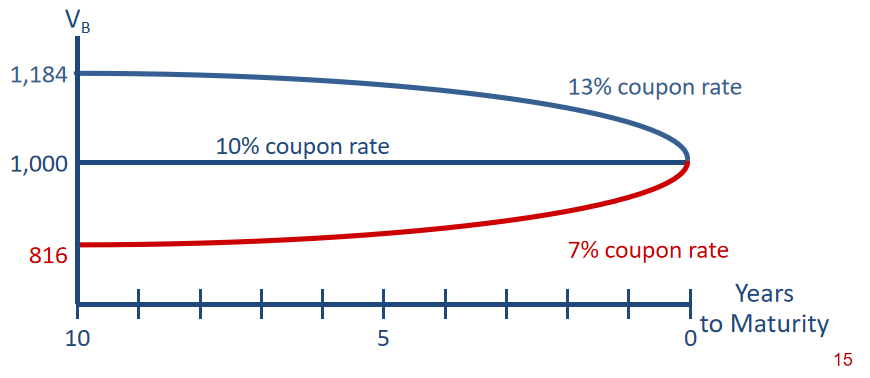 VB
1,184
13% coupon rate
10% coupon rate
1,000
816
7% coupon rate
Years
to Maturity
10 5 0
15